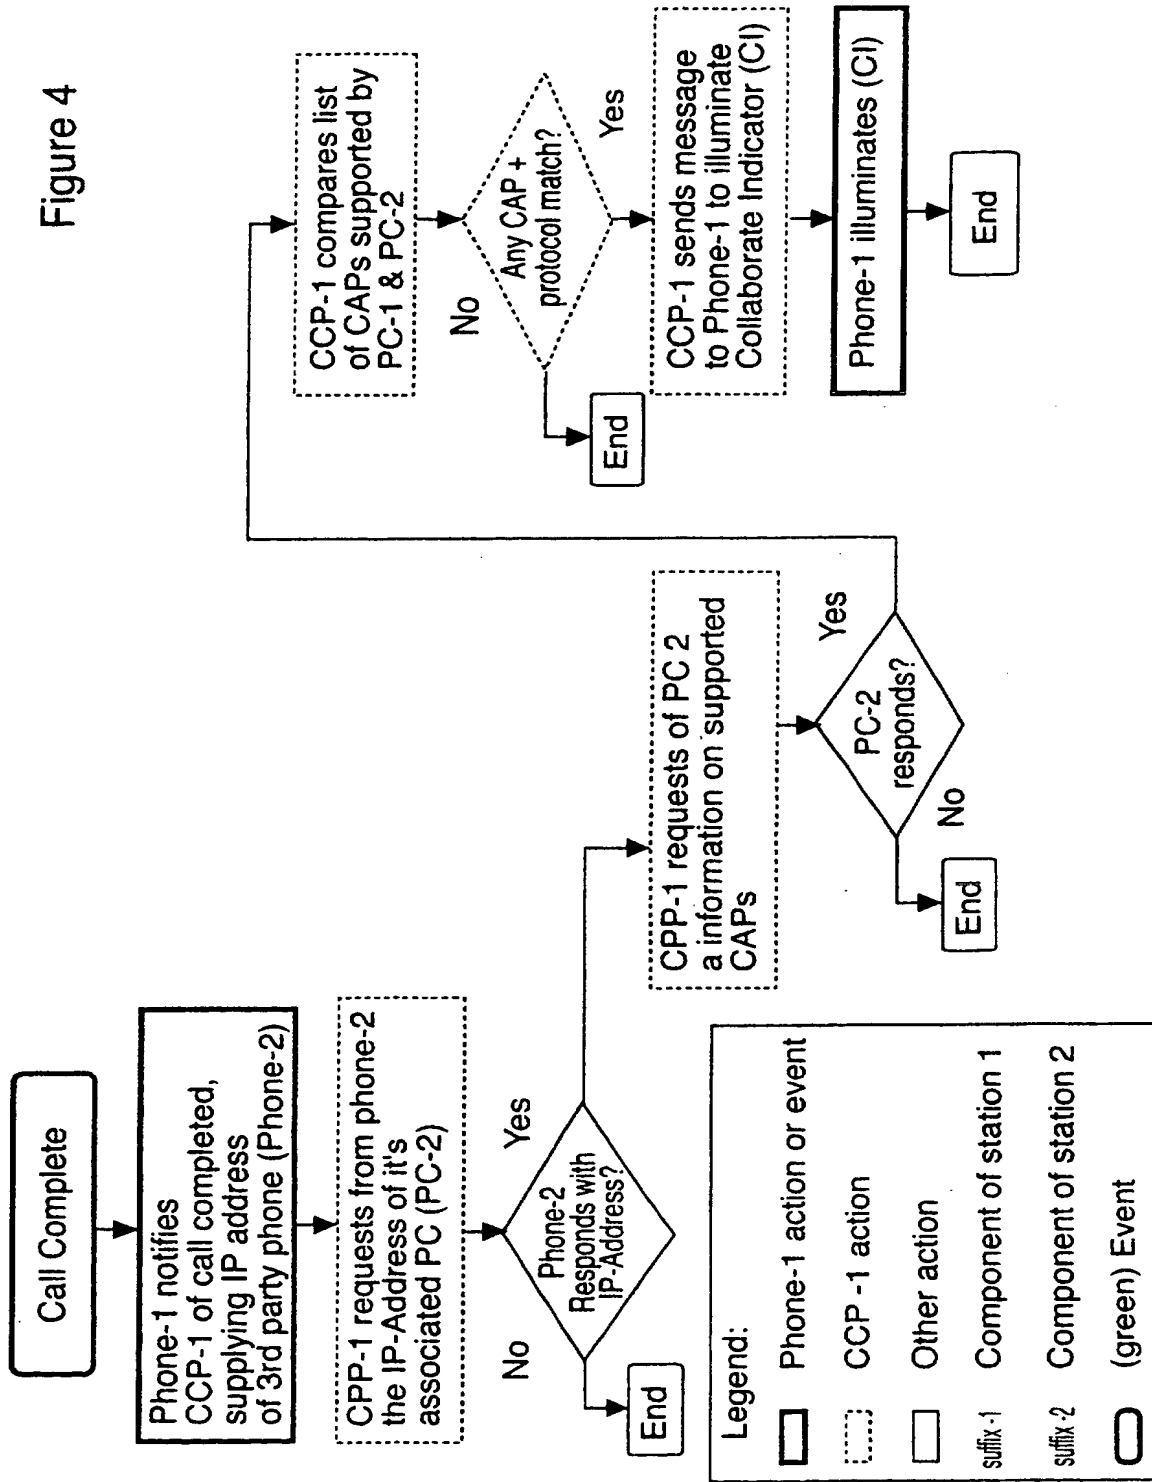 Figure 4
Call Complete
Phone-1 notifies
CCP-1 of call completed,
supplying IP address
of 3rd party phone (Phone-2)
CPP-1 requests from phone-2
the IP-Address of it's
associated PC (PC-2)
Phone-2
Responds with
IP-Address?
No
Yes
End
CPP-1 requests of PC 2
a information on supported
CAPs
PC-2
responds?
No
Yes
End
CCP-1 compares list
of CAPs supported by
PC-1 & PC-2
Any CAP +
protocol match?
No
Yes
End
CCP-1 sends message
to Phone-1 to illuminate
Collaborate Indicator (CI)
Phone-1 illuminates (CI)
End
Legend:
Phone-1 action or event
CCP -1 action
Other action
suffix -1 Component of station 1
suffix -2 Component of station 2
(green) Event